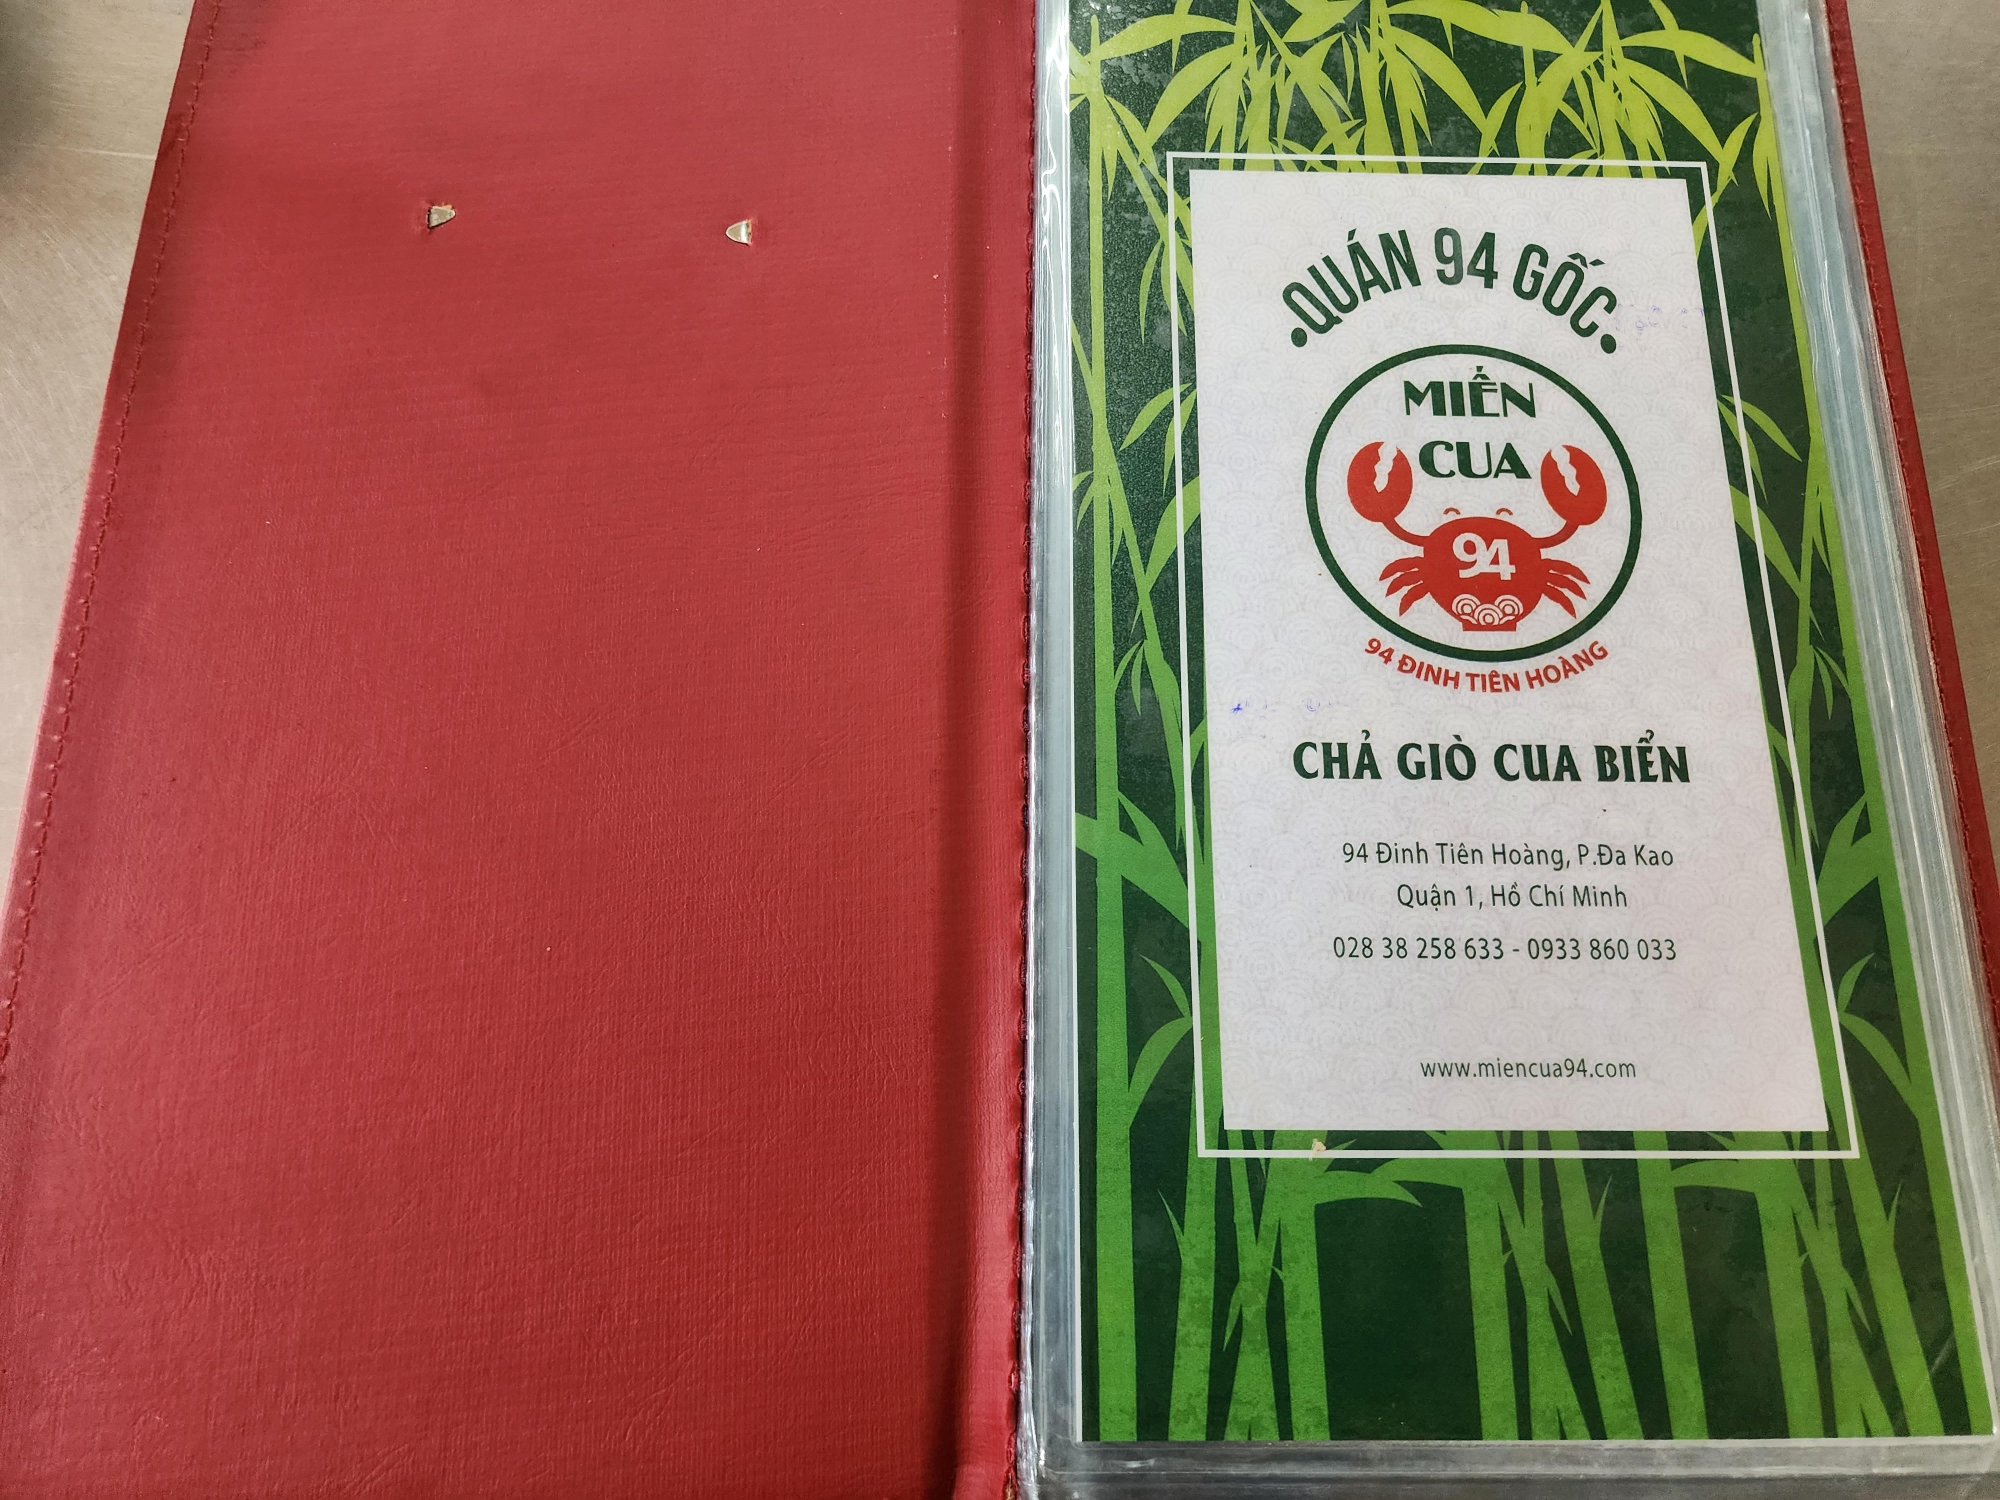 •QUÁN 94 GỐC•
MIẾN
CUA
94
94 ĐINH TIÊN HOÀNG
CHẢ GIÒ CUA BIỂN
94 Đinh Tiên Hoàng, P.Đa Kao
Quận 1, Hồ Chí Minh
028 38 258 633 - 0933 860 033
www.miencua94.com